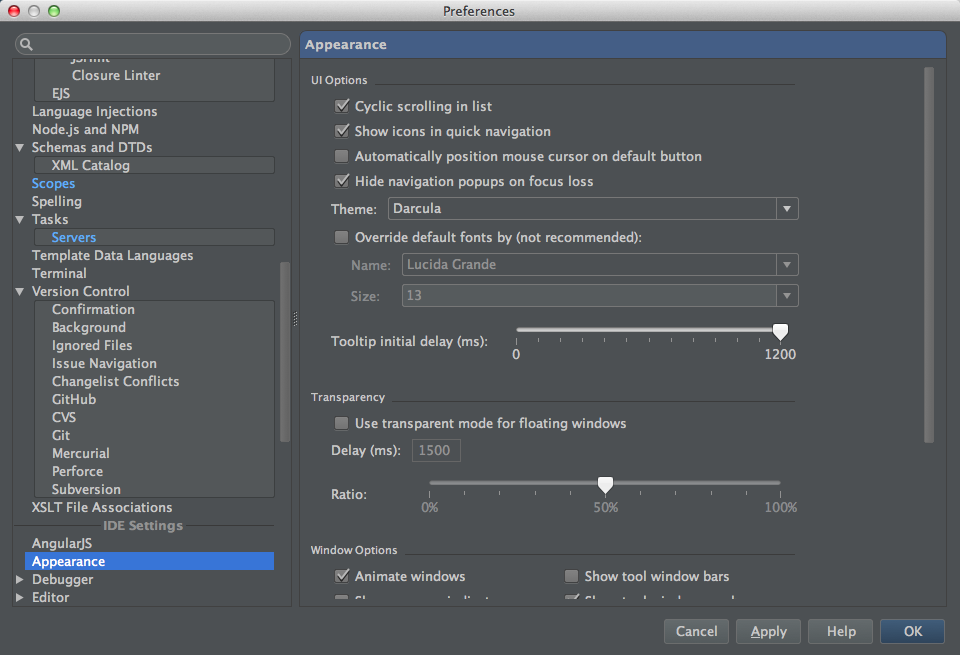 Preferences
Closure Linter
EJS
Language Injections
Node.js and NPM
Schemas and DTDs
XML Catalog
Scopes
Spelling
Tasks
Servers
Template Data Languages
Terminal
Version Control
Confirmation
Background
Ignored Files
Issue Navigation
Changelist Conflicts
GitHub
CVS
Git
Mercurial
Perforce
Subversion
XSLT File Associations
IDE Settings
AngularJS
Appearance
Debugger
Editor
Appearance
UI Options
Cyclic scrolling in list
Show icons in quick navigation
Automatically position mouse cursor on default button
Hide navigation popups on focus loss
Theme: Darcula
Override default fonts by (not recommended):
Name: Lucida Grande
Size: 13
Tooltip initial delay (ms):
0 1200
Transparency
Use transparent mode for floating windows
Delay (ms): 1500
Ratio:
0% 50% 100%
Window Options
Animate windows Show tool window bars
Cancel Apply Help OK